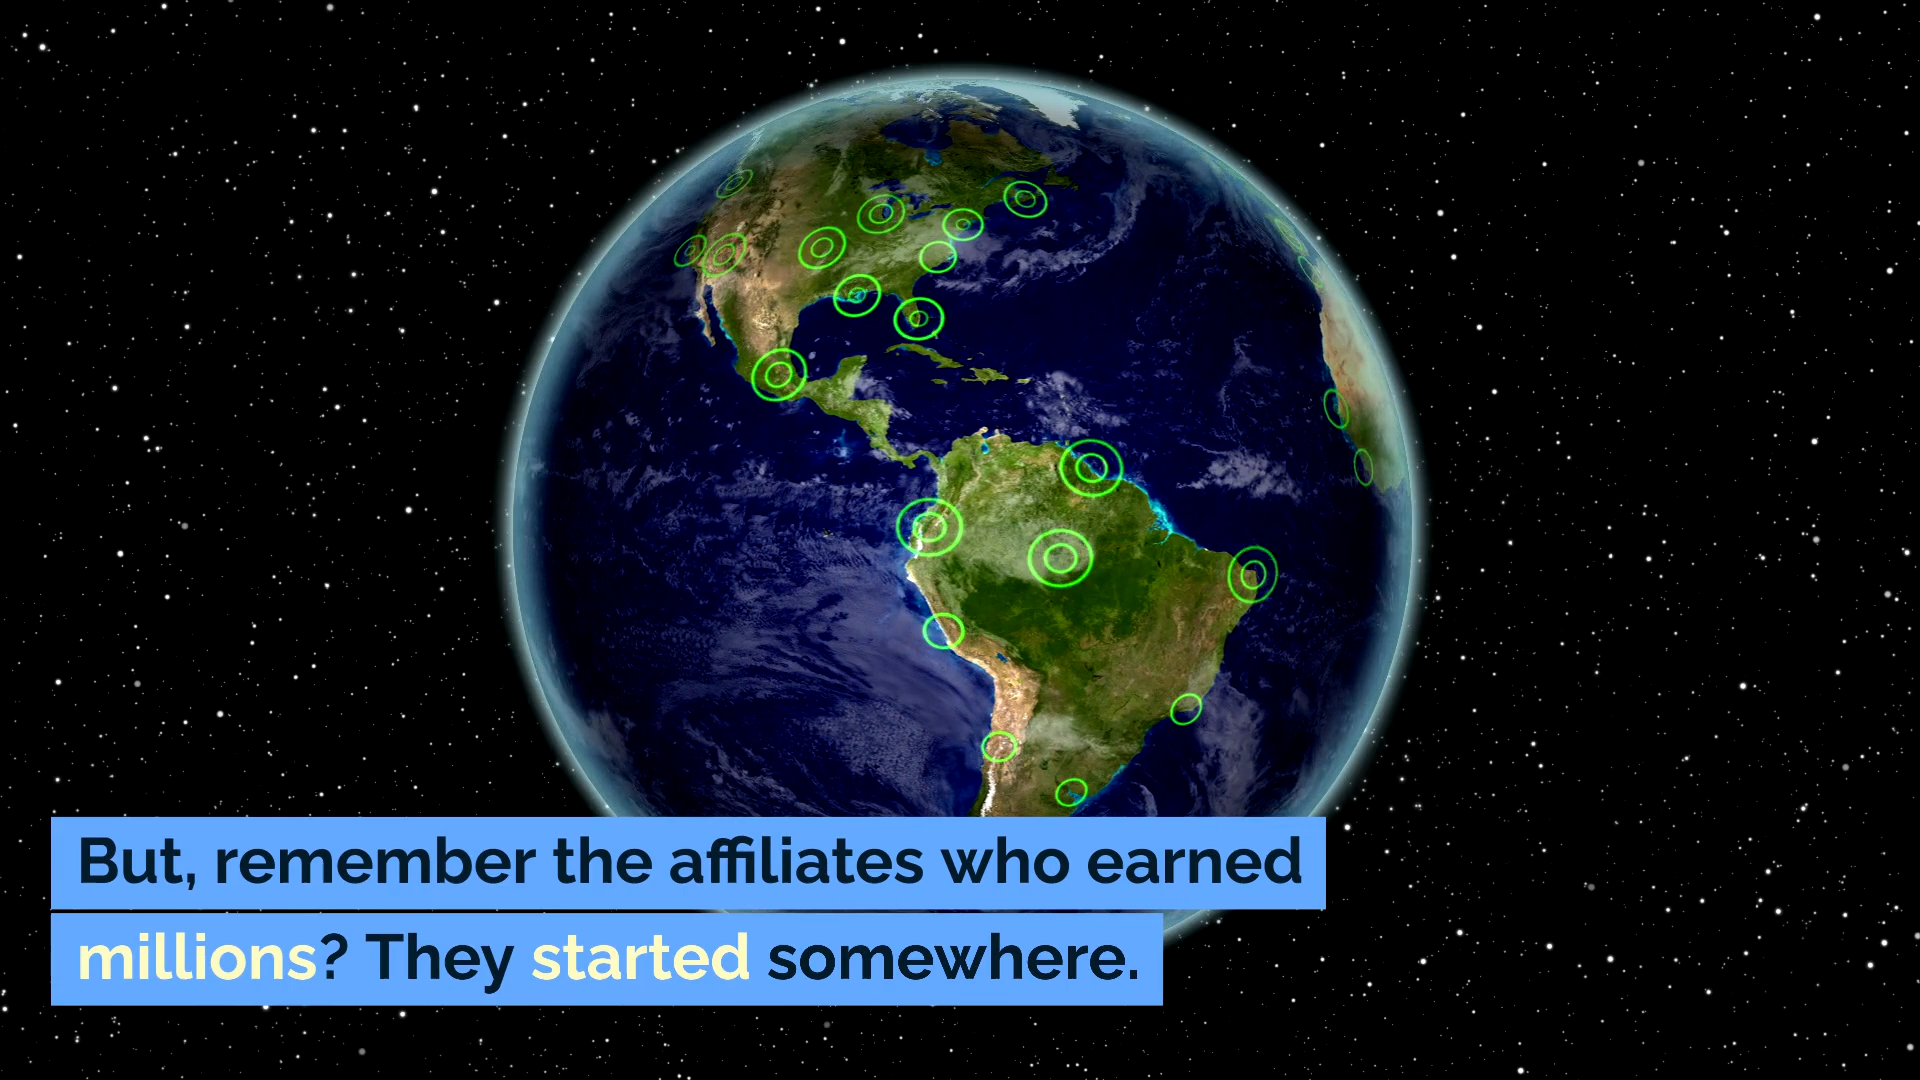 But, remember the affiliates who earned
millions? They started somewhere.